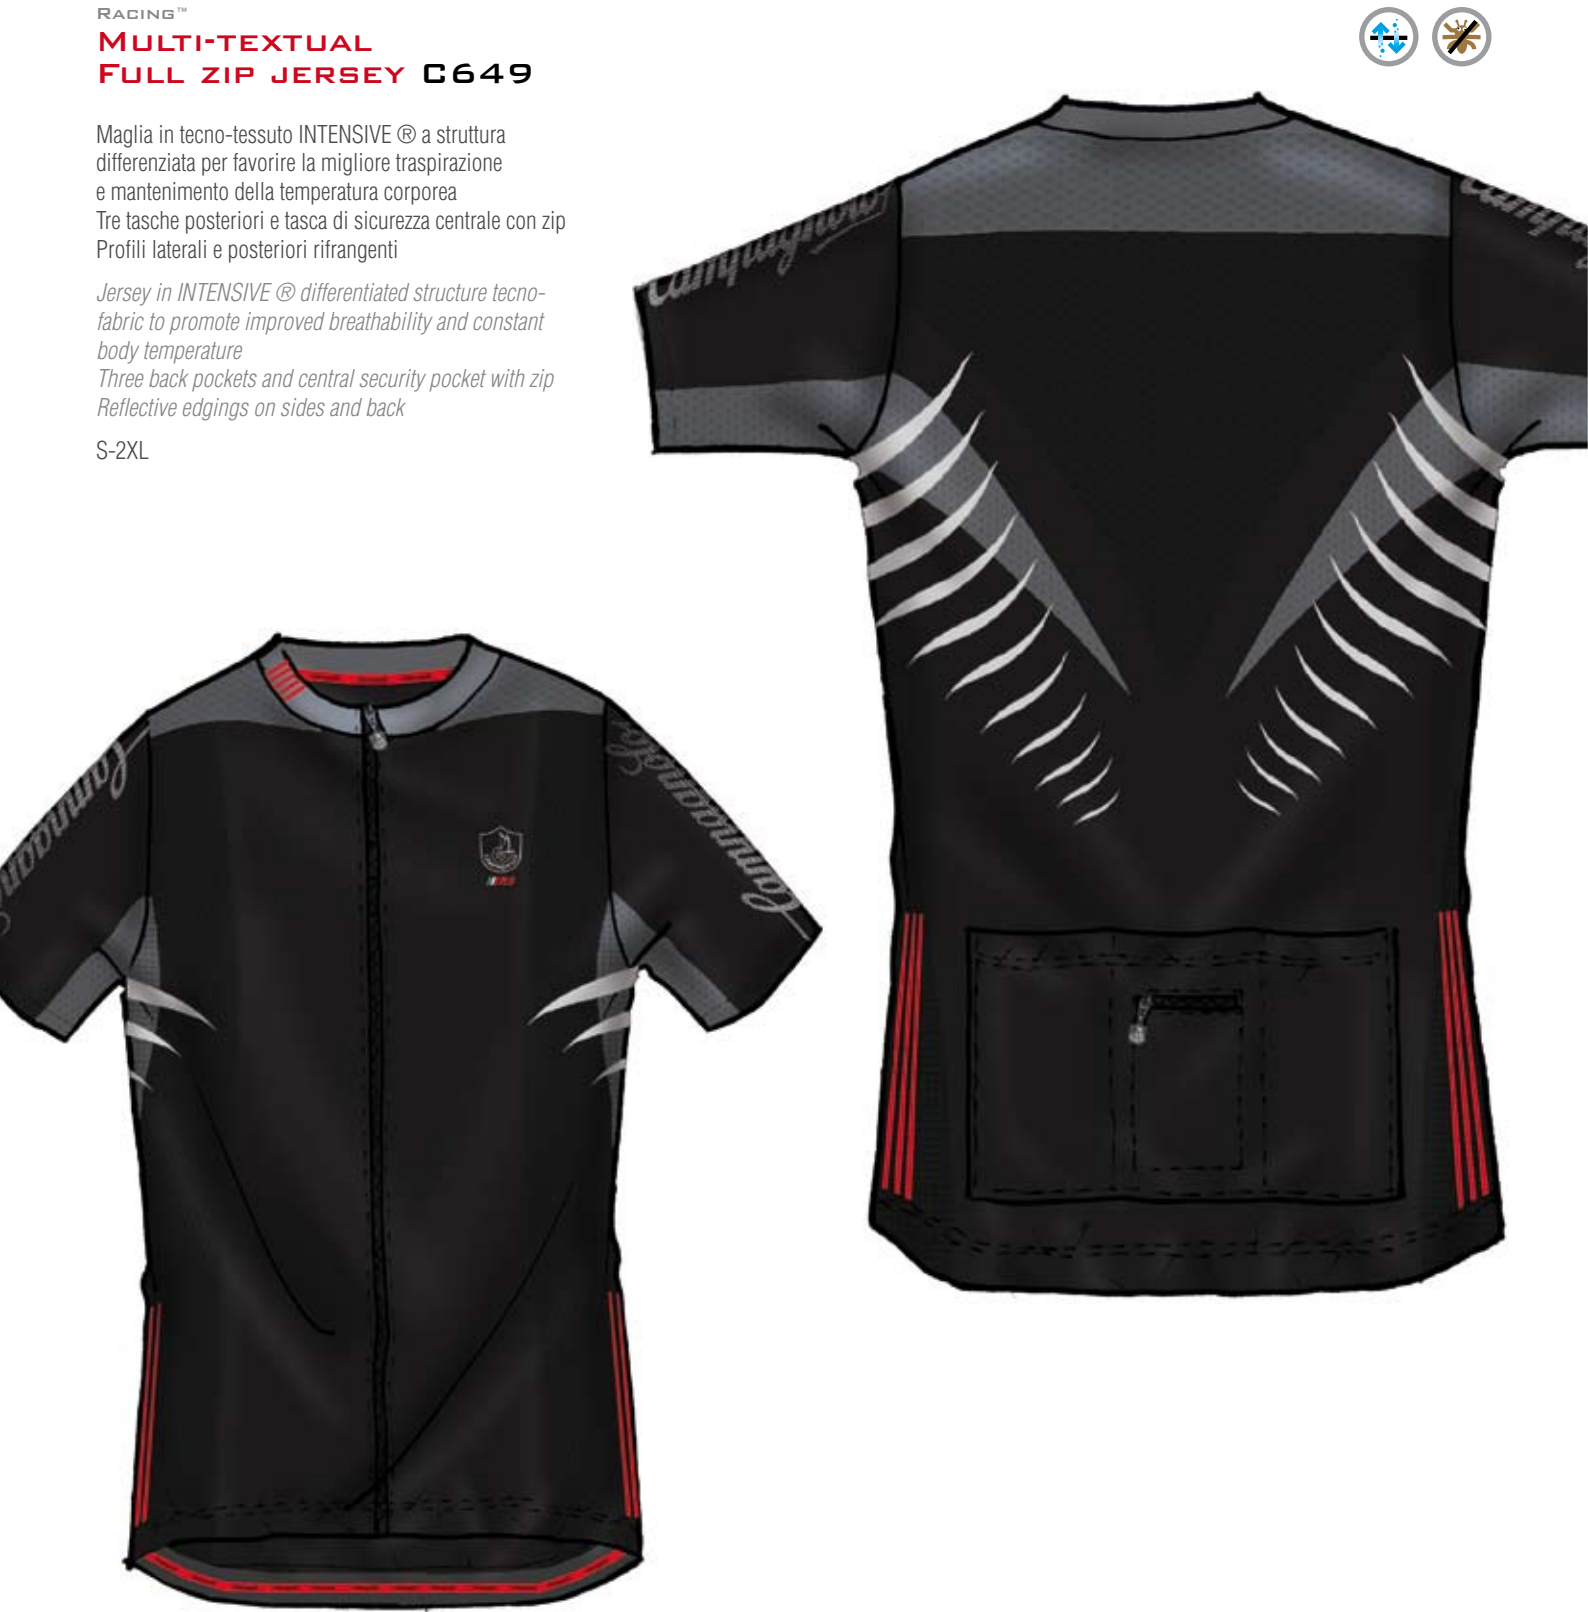 Racing™
Multi-textual
Full zip jersey C649
Maglia in tecno-tessuto INTENSIVE ® a struttura
differenziata per favorire la migliore traspirazione
e mantenimento della temperatura corporea
Tre tasche posteriori e tasca di sicurezza centrale con zip
Profili laterali e posteriori rifrangenti
Jersey in INTENSIVE ® differentiated structure tecno-
fabric to promote improved breathability and constant
body temperature
Three back pockets and central security pocket with zip
Reflective edgings on sides and back
S-2XL
Campagnolo
Campagnolo